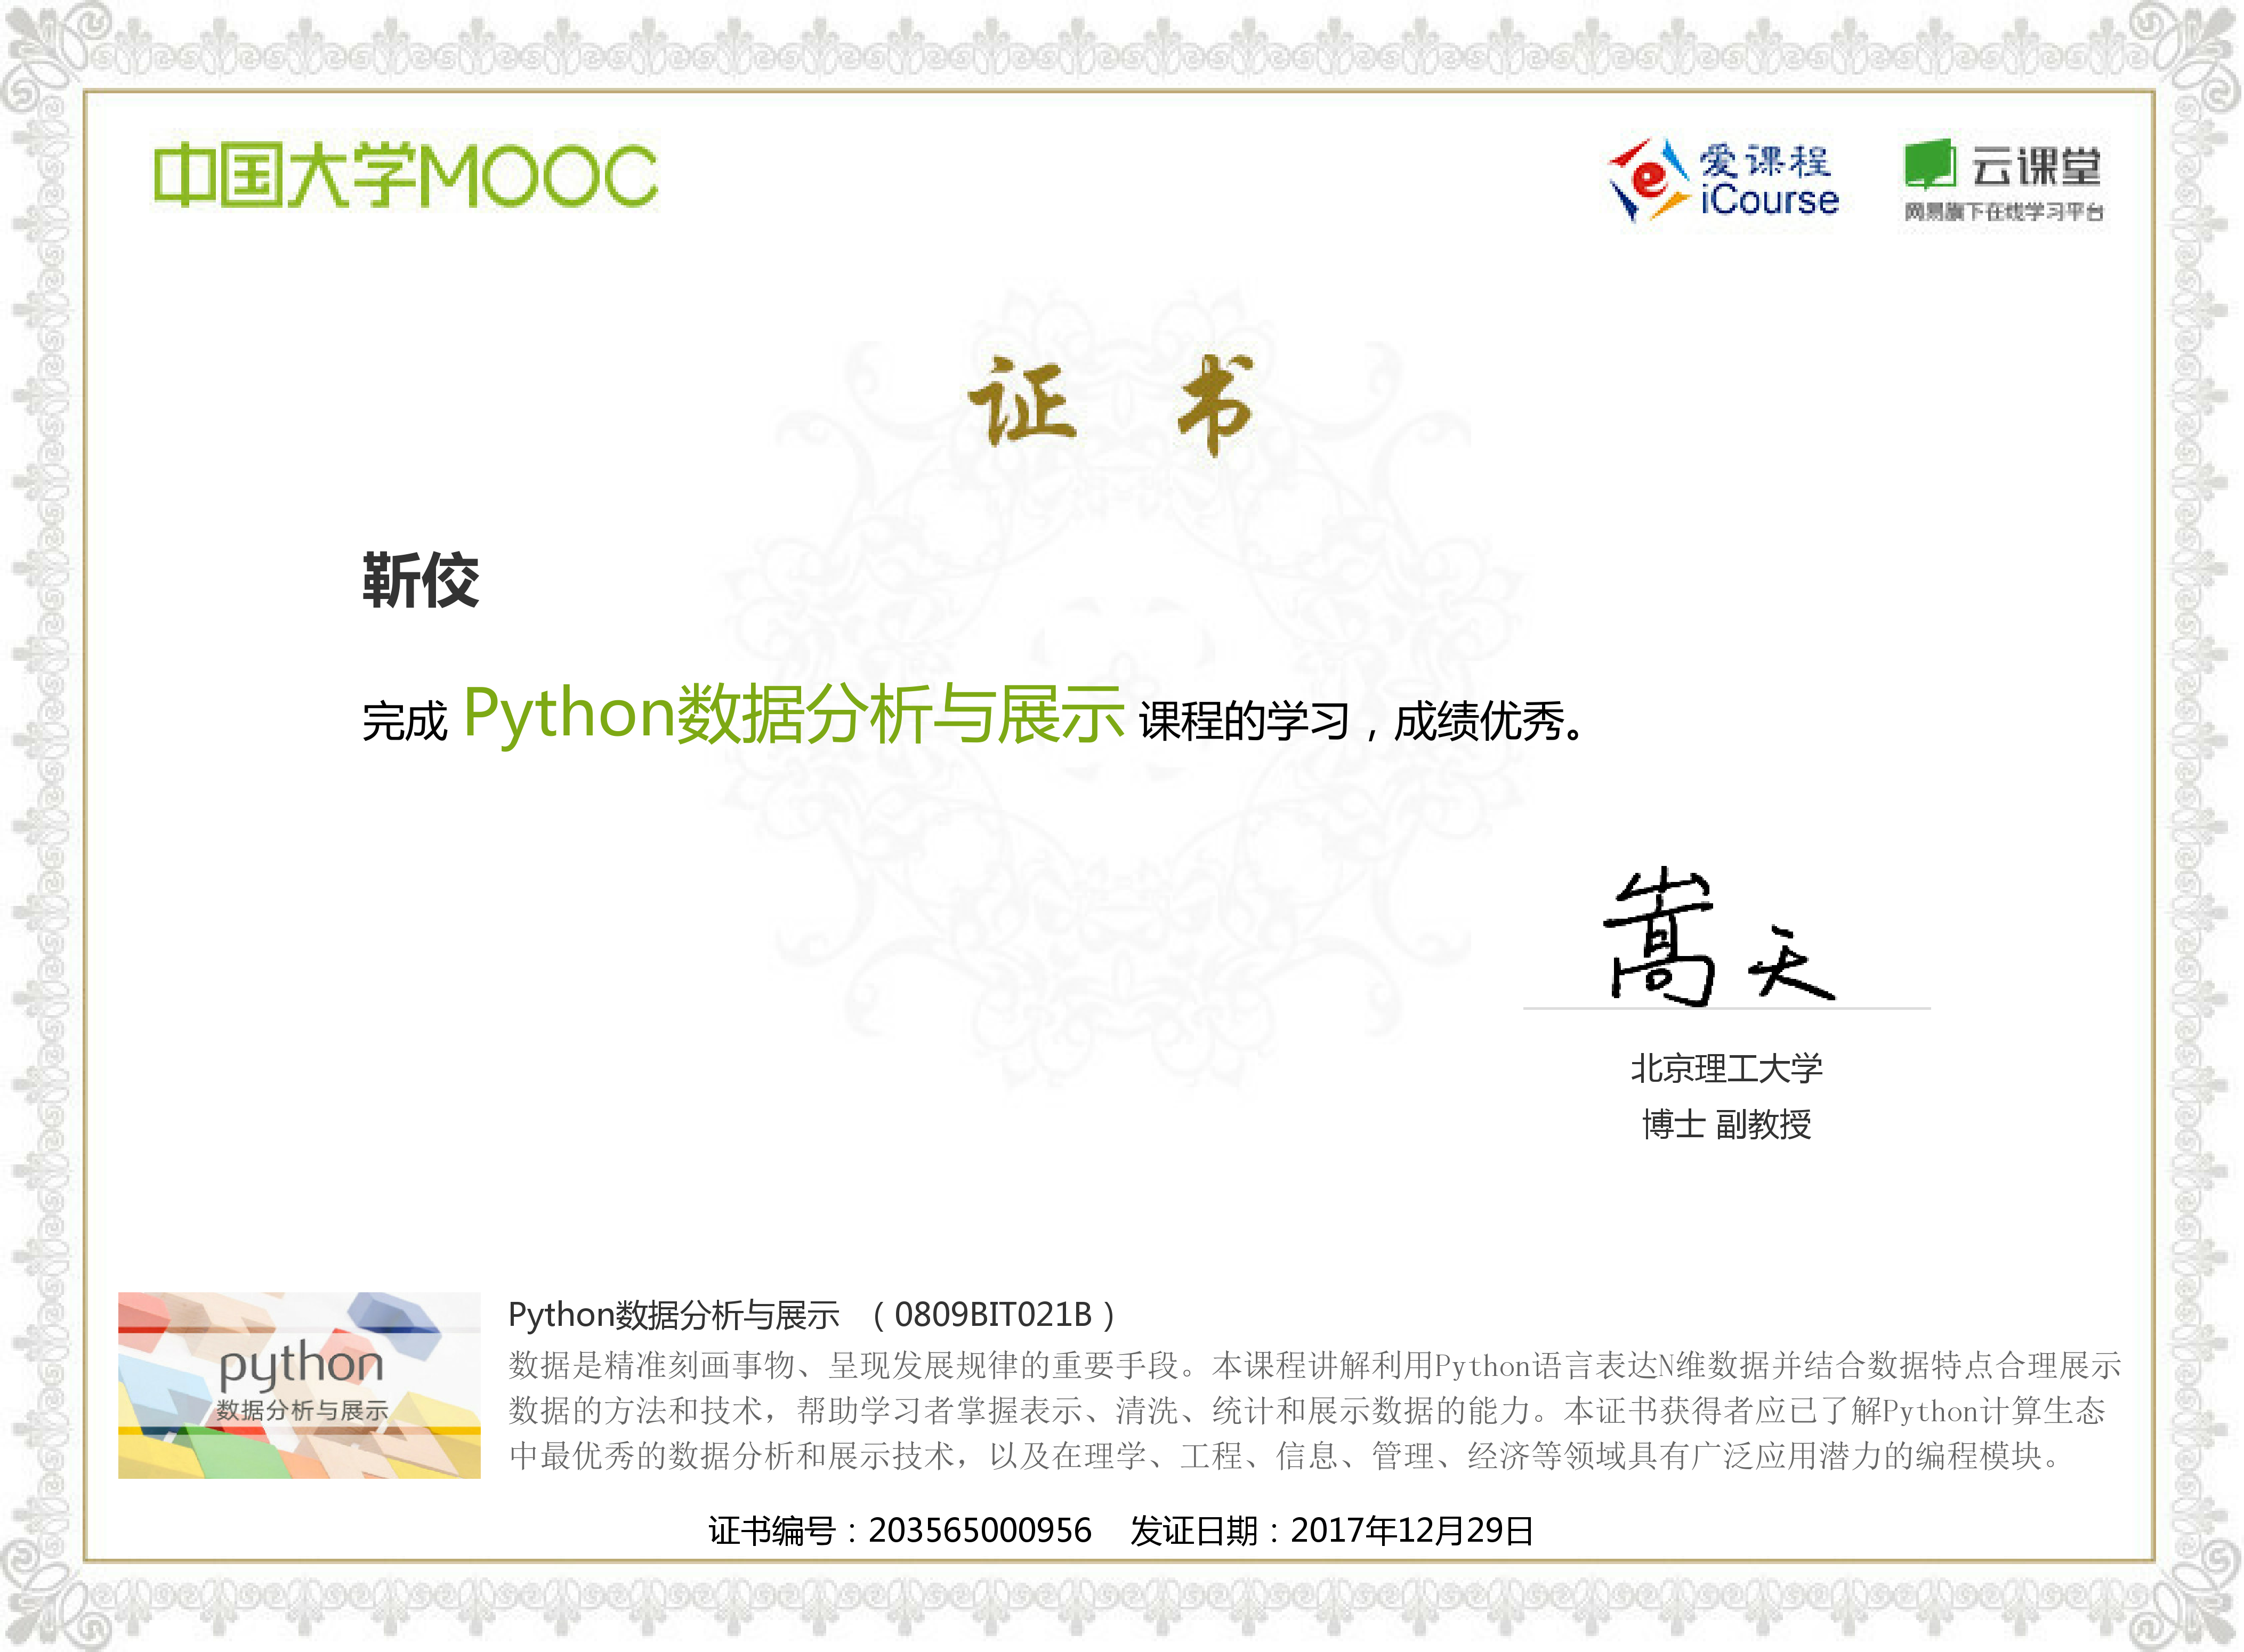 中国大学MOOC
爱课程
iCourse
云课堂
网易旗下在线学习平台
证 书
靳佼
完成 Python数据分析与展示 课程的学习，成绩优秀。
嵩天
北京理工大学
博士 副教授
python
数据分析与展示
Python数据分析与展示 （0809BIT021B）
数据是精准刻画事物、呈现发展规律的重要手段。本课程讲解利用Python语言表达N维数据并结合数据特点合理展示
数据的方法和技术，帮助学习者掌握表示、清洗、统计和展示数据的能力。本证书获得者应已了解Python计算生态
中最优秀的数据分析和展示技术，以及在理学、工程、信息、管理、经济等领域具有广泛应用潜力的编程模块。
证书编号：203565000956 发证日期：2017年12月29日